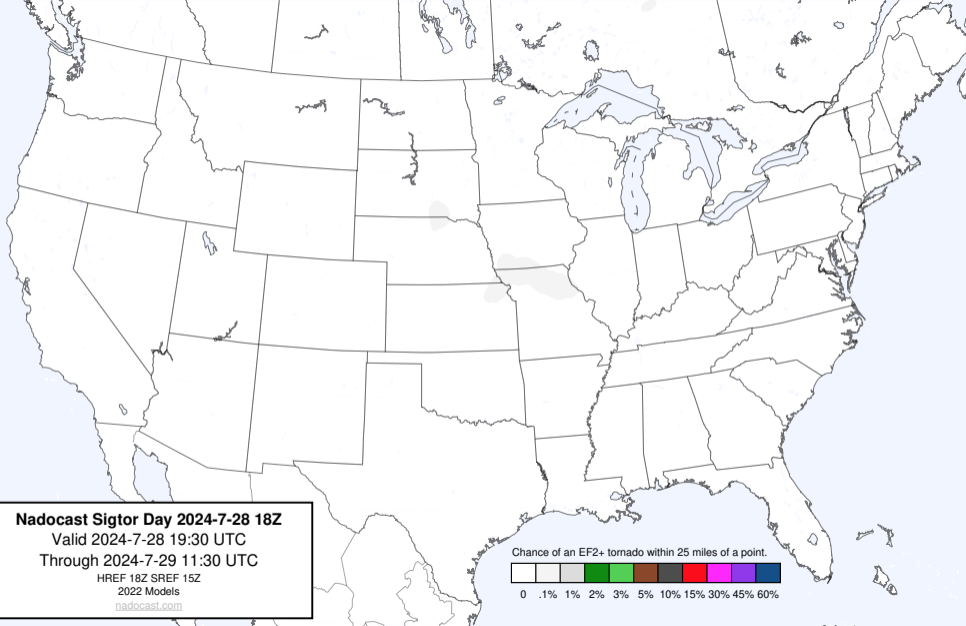 Nadocast Sigtor Day 2024-7-28 18Z
Valid 2024-7-28 19:30 UTC
Through 2024-7-29 11:30 UTC
HREF 18Z SREF 15Z
2022 Models
nadocast.com
Chance of an EF2+ tornado within 25 miles of a point.
0 .1% 1% 2% 3% 5% 10% 15% 30% 45% 60%